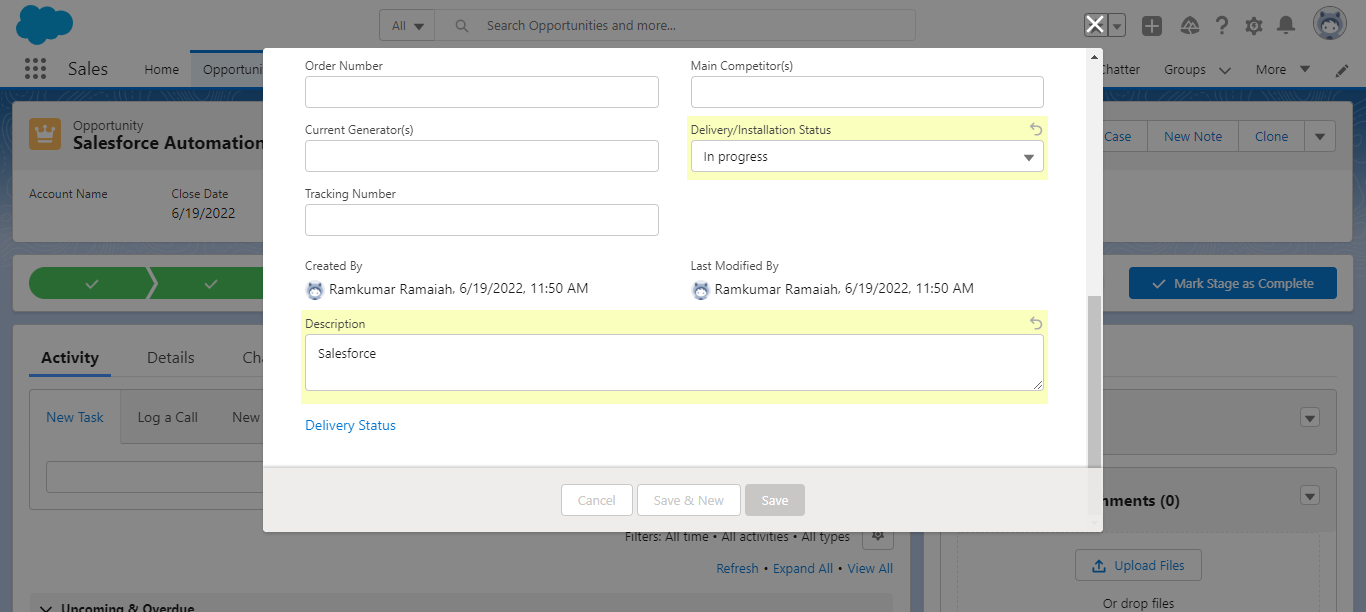 All
Search Opportunities and more...
Sales
Home
Opportuni
Chatter
Groups
More
Opportunity
Salesforce Automation
Case
New Note
Clone
Account Name
Close Date
6/19/2022
Order Number
Main Competitor(s)
Current Generator(s)
Delivery/Installation Status
In progress
Tracking Number
Created By
Last Modified By
Ramkumar Ramaiah, 6/19/2022, 11:50 AM
Ramkumar Ramaiah, 6/19/2022, 11:50 AM
Mark Stage as Complete
Description
Salesforce
Delivery Status
Activity
Details
Cha
New Task
Log a Call
New
Cancel
Save & New
Save
mments (0)
Filters: All time • All activities • All types
Refresh • Expand All • View All
Upload Files
Or drop files
Upcoming & Overdue